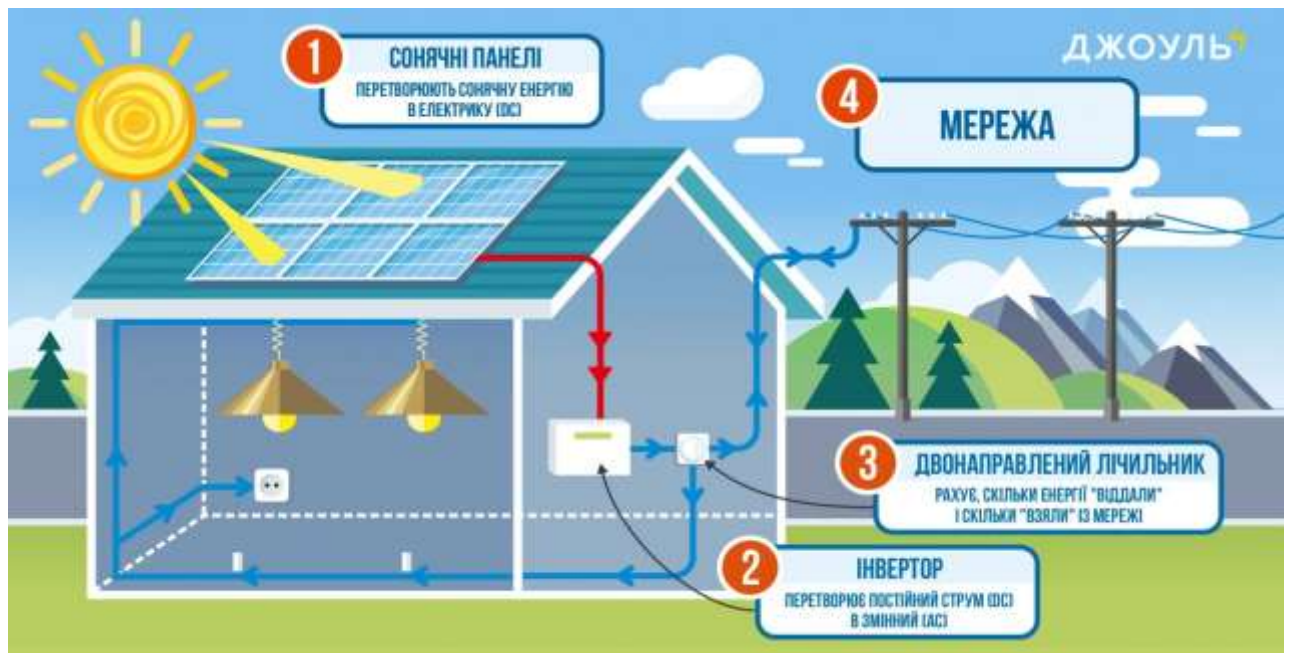 ДЖОУЛЬ
1
СОНЯЧНІ ПАНЕЛІ
ПЕРЕТВОРЮЮТЬ СОНЯЧНУ ЕНЕРГІЮ
В ЕЛЕКТРИКУ (DC)
4
МЕРЕЖА
3
ДВОНАПРАВЛЕНИЙ ЛІЧИЛЬНИК
РАХУЄ, СКІЛЬКИ ЕНЕРГІЇ "ВІДДАЛИ"
І СКІЛЬКИ "ВЗЯЛИ" ІЗ МЕРЕЖІ
2
ІНВЕРТОР
ПЕРЕТВОРЮЄ ПОСТІЙНИЙ СТРУМ (DC)
В ЗМІННИЙ (AC)